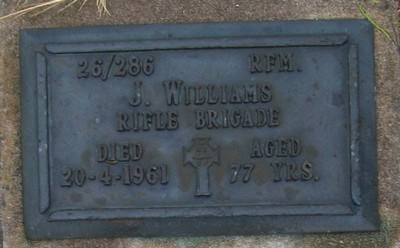 26/286 RFM.
J. WILLIAMS
RIFLE BRIGADE
DIED AGED
20-4-1961 77 YRS.